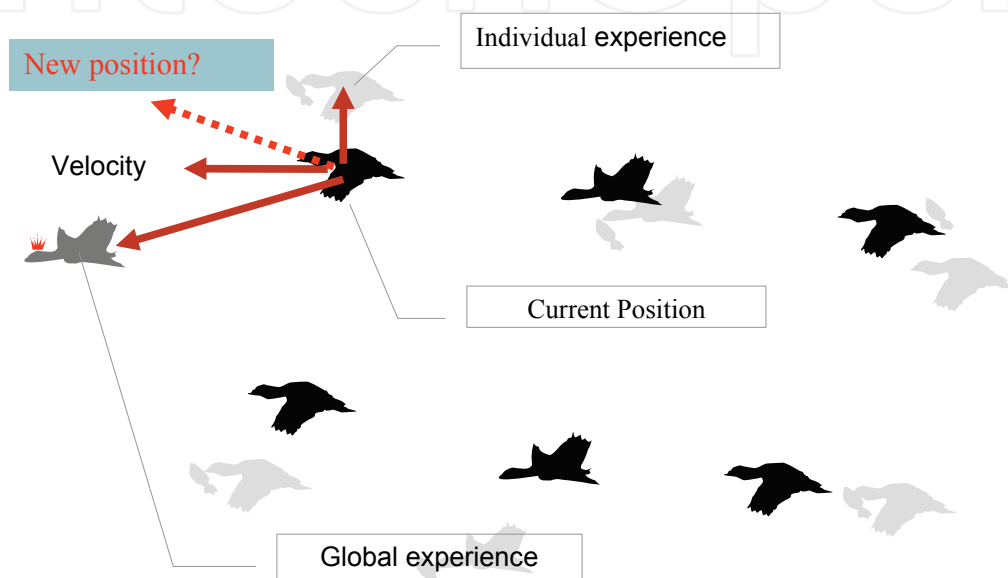 Individual experience
New position?
Velocity
Current Position
Global experience